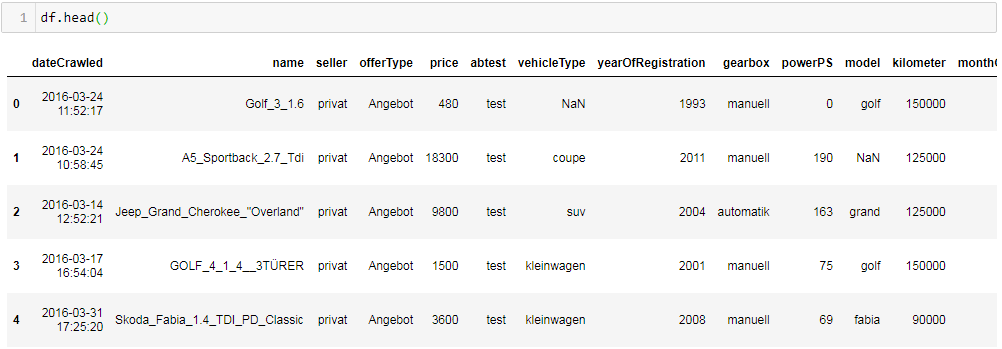 1 df.head()
dateCrawled name seller offerType price abtest vehicleType yearOfRegistration gearbox powerPS model kilometer monthO
0 2016-03-24 11:52:17 Golf_3_1.6 privat Angebot 480 test NaN 1993 manuell 0 golf 150000
1 2016-03-24 10:58:45 A5_Sportback_2.7_Tdi privat Angebot 18300 test coupe 2011 manuell 190 NaN 125000
2 2016-03-14 12:52:21 Jeep_Grand_Cherokee_"Overland" privat Angebot 9800 test suv 2004 automatik 163 grand 125000
3 2016-03-17 16:54:04 GOLF_4_1_4__3TÜRER privat Angebot 1500 test kleinwagen 2001 manuell 75 golf 150000
4 2016-03-31 17:25:20 Skoda_Fabia_1.4_TDI_PD_Classic privat Angebot 3600 test kleinwagen 2008 manuell 69 fabia 90000